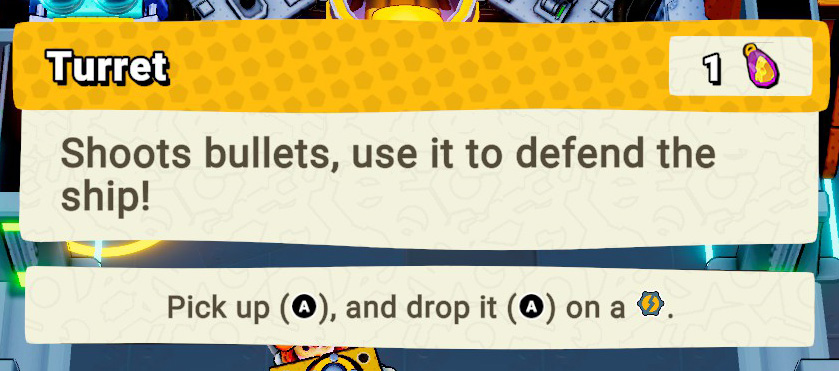 Turret
1
Shoots bullets, use it to defend the
ship!
Pick up (A), and drop it (A) on a .